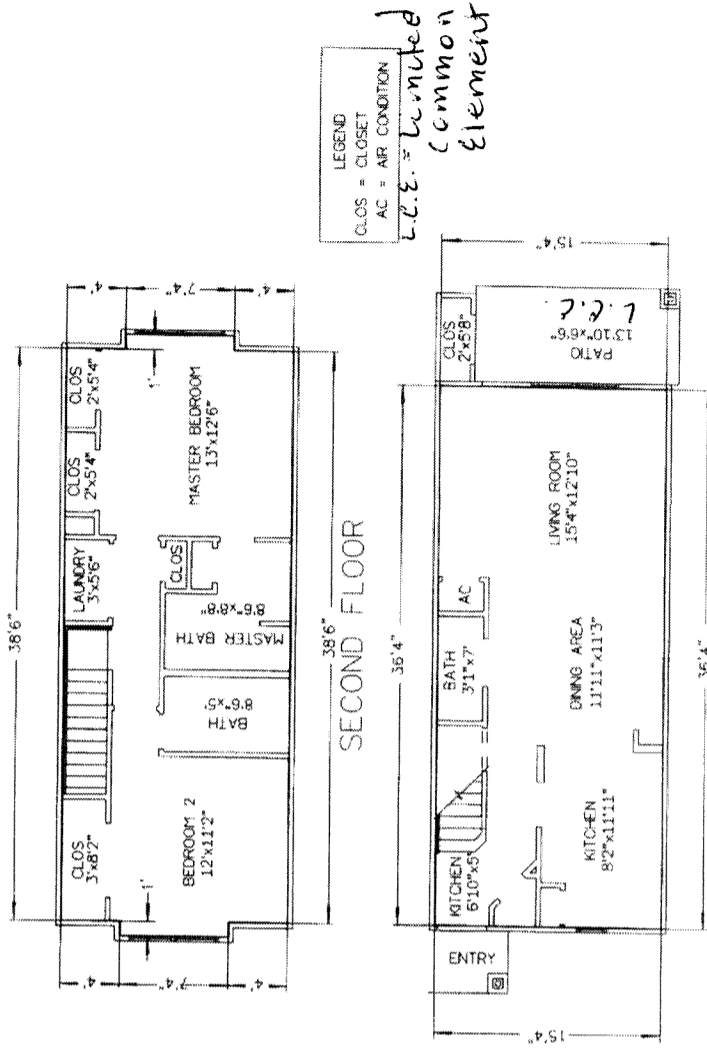 LEGEND
CLOS = CLOSET
AC = AIR CONDITION
L.C.E. = Limited
Common
Element
38'6"
4'
7'4"
4'
CLOS
3'x8'2"
LAUNDRY
3'x5'6"
CLOS
2'x5'4"
CLOS
2'x5'4"
1'
MASTER BEDROOM
13'x12'6"
CLOS
MASTER BATH
8'6"x8'8"
BATH
8'6"x5'
BEDROOM 2
12'x11'2"
1'
4'
7'4"
4'
38'6"
SECOND FLOOR
36'4"
15'4"
CLOS
2'x5'8"
PATIO
13'10"x6'6"
L.C.E.
LIVING ROOM
15'4"x12'10"
AC
BATH
3'1"x7'
DINING AREA
11'11"x11'3"
KITCHEN
6'10"x5'
KITCHEN
8'2"x11'11"
ENTRY
15'4"
36'4"